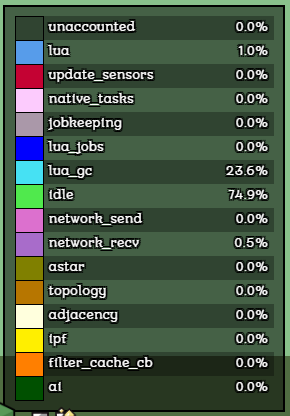 unaccounted 0.0%
lua 1.0%
update_sensors 0.0%
native_tasks 0.0%
jobkeeping 0.0%
lua_jobs 0.0%
lua_gc 23.6%
idle 74.9%
network_send 0.0%
network_recv 0.5%
astar 0.0%
topology 0.0%
adjacency 0.0%
lpf 0.0%
filter_cache_cb 0.0%
ai 0.0%